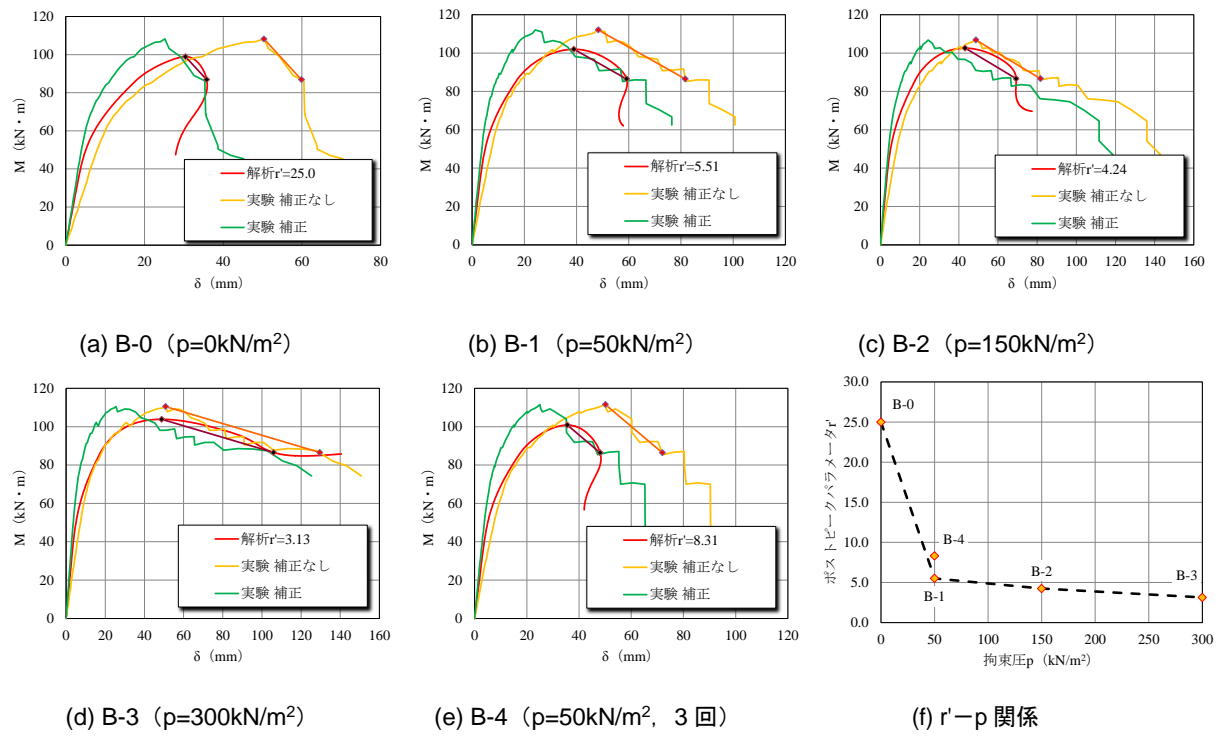 120
100
80
60
40
20
0
M（kN・m）
0 20 40 60 80
δ（mm）
解析r'=25.0
実験 補正なし
実験 補正
(a) B-0（p=0kN/m²）
120
100
80
60
40
20
0
M（kN・m）
0 20 40 60 80 100 120
δ（mm）
解析r'=5.51
実験 補正なし
実験 補正
(b) B-1（p=50kN/m²）
120
100
80
60
40
20
0
M（kN・m）
0 20 40 60 80 100 120 140 160
δ（mm）
解析r'=4.24
実験 補正なし
実験 補正
(c) B-2（p=150kN/m²）
120
100
80
60
40
20
0
M（kN・m）
0 20 40 60 80 100 120 140 160
δ（mm）
解析r'=3.13
実験 補正なし
実験 補正
(d) B-3（p=300kN/m²）
120
100
80
60
40
20
0
M（kN・m）
0 20 40 60 80 100 120
δ（mm）
解析r'=8.31
実験 補正なし
実験 補正
(e) B-4（p=50kN/m²，3 回）
30.0
25.0
20.0
15.0
10.0
5.0
0.0
ポストピークパラメータr'
B-0
B-4
B-1
B-2
B-3
0 50 100 150 200 250 300
拘束圧p（kN/m²）
(f) r'－p 関係